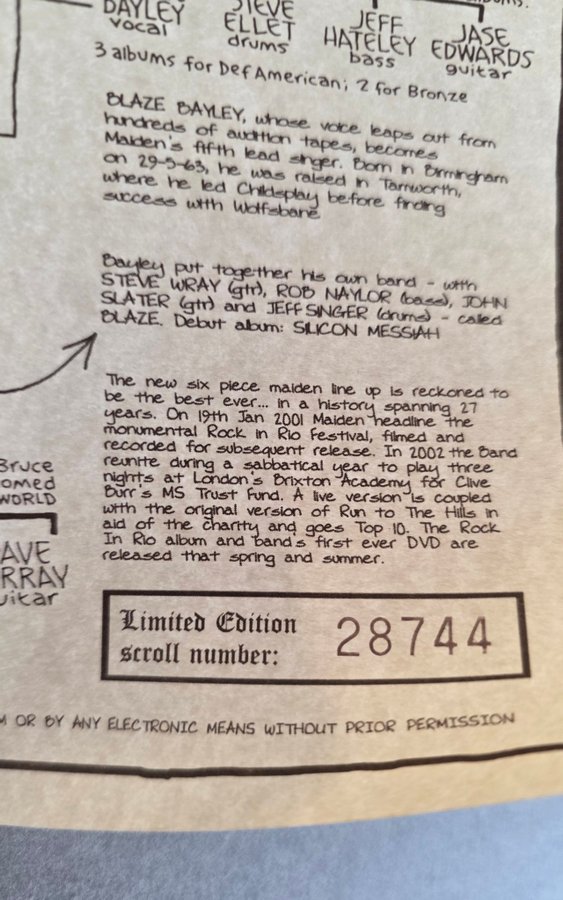 BAYLEY
vocal
STEVE
ELLET
drums
JEFF
HATELEY
bass
JASE
EDWARDS
guitar
3 albums for Def American; 2 for Bronze
BLAZE BAYLEY, whose voice leaps out from
hundreds of audition tapes, becomes
Maiden's fifth lead singer. Born in Birmingham
on 29-5-63, he was raised in Tamworth,
where he led Childsplay before finding
success with Wolfsbane
Bayley put together his own band - with
STEVE WRAY (gtr), ROB NAYLOR (bass), JOHN
SLATER (gtr) and JEFF SINGER (drums) - called
BLAZE. Debut album: SILICON MESSIAH
The new six piece maiden line up is reckoned to
be the best ever... in a history spanning 27
years. On 19th Jan 2001 Maiden headline the
monumental Rock in Rio Festival, filmed and
recorded for subsequent release. In 2002 the Band
reunite during a sabbatical year to play three
nights at London's Brixton Academy for Clive
Burr's MS Trust Fund. A live version is coupled
with the original version of Run to The Hills in
aid of the charity and goes Top 10. The Rock
In Rio album and band's first ever DVD are
released that spring and summer.
Bruce
omed
WORLD
AVE
RRAY
uitar
Limited Edition
scroll number:
28744
M OR BY ANY ELECTRONIC MEANS WITHOUT PRIOR PERMISSION